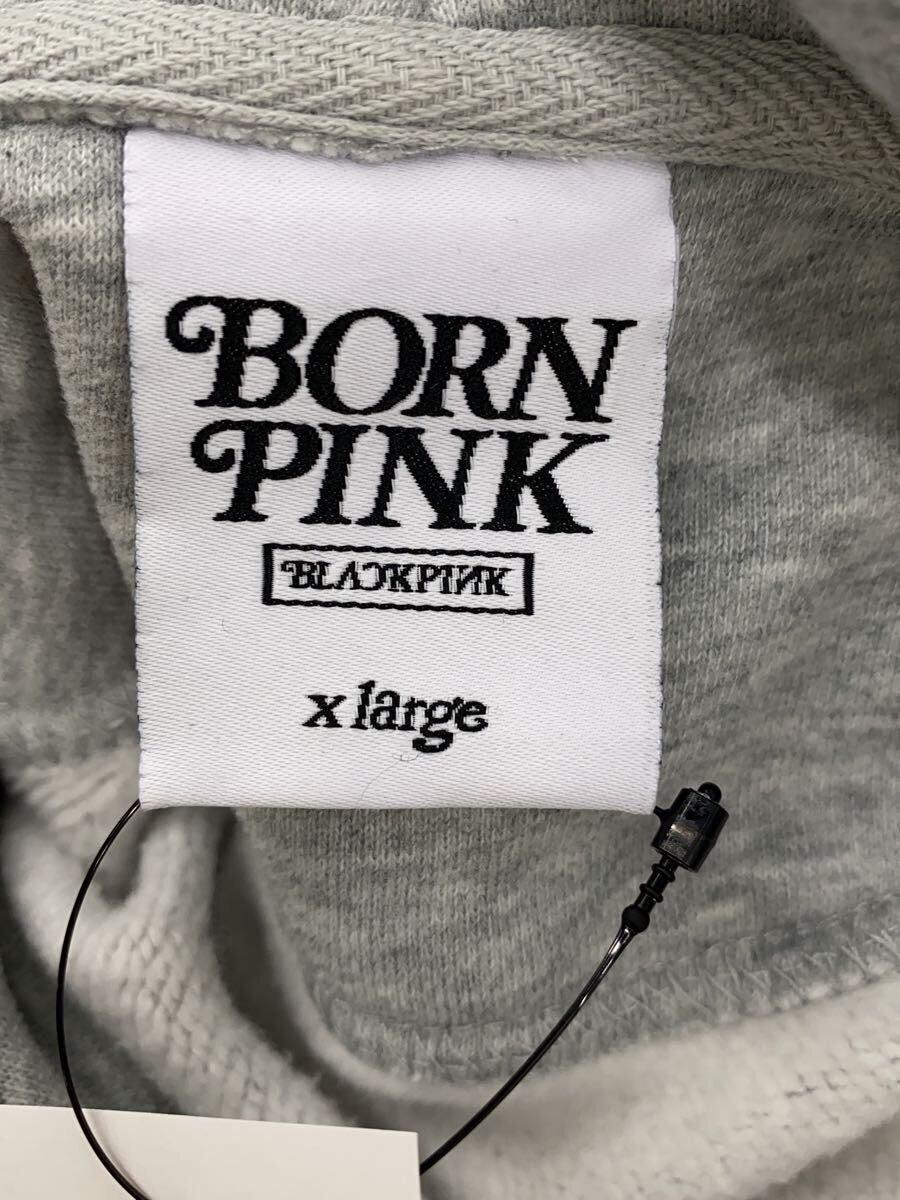 BORN
PINK
BLACKPINK
x large